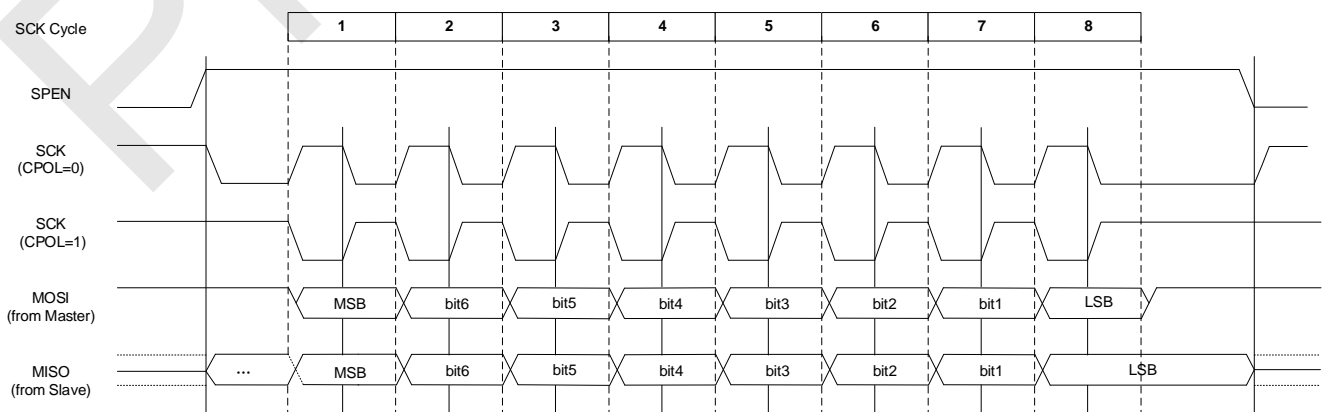 SCK Cycle
1 2 3 4 5 6 7 8
SPEN
SCK
(CPOL=0)
SCK
(CPOL=1)
MOSI
(from Master)
MSB bit6 bit5 bit4 bit3 bit2 bit1 LSB
MISO
(from Slave)
... MSB bit6 bit5 bit4 bit3 bit2 bit1 LSB